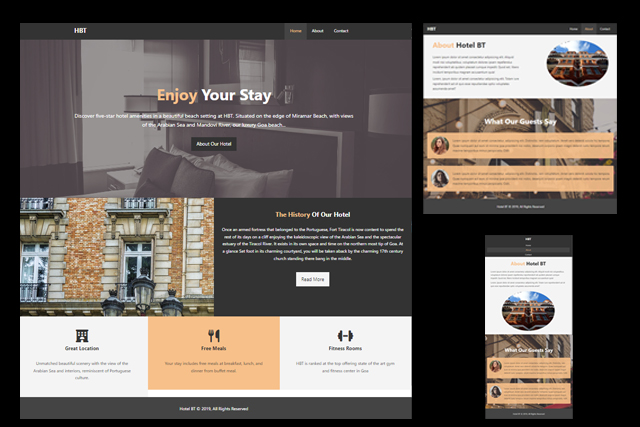 HBT
Home About Contact
Enjoy Your Stay
Discover five-star hotel amenities in a beautiful beach setting at HBT. Situated on the edge of Miramar Beach, with views
of the Arabian Sea and Mandovi River, our luxury Goa beach...
About Our Hotel
The History Of Our Hotel
Once an armed fortress that belonged to the Portuguese, Fort Tiracol is now content to spend the
rest of its days on a cliff enjoying the kaleidoscopic view of the Arabian Sea and the spectacular
estuary of the Tiracol River. It exists in its own space and time on the northern most tip of Goa. At
a glance Set foot in its charming courtyard, you will be taken aback by the charming 17th century
church standing there bang in the middle.
Read More
Great Location
Unmatched beautiful scenery with the view of the
Arabian Sea and interiors, reminiscent of Portuguese
culture.
Free Meals
Your stay includes free meals at breakfast, lunch, and
dinner from buffet meal.
Fitness Rooms
HBT is ranked at the top offering state of the art gym
and fitness center in Goa
Hotel BT © 2019, All Rights Reserved
HBT
Home About Contact
About Hotel BT
What Our Guests Say
Hotel BT © 2019, All Rights Reserved
HBT
About Hotel BT
What Our Guests Say